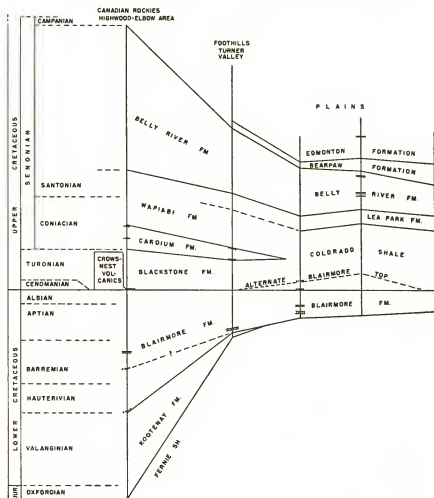 CANADIAN ROCKIES
HIGHWOOD-ELBOW AREA
CAMPANIAN
FOOTHILLS
TURNER
VALLEY
PLAINS
UPPER CRETACEOUS
SENONIAN
BELLY RIVER FM
EDMONTON FORMATION
BEARPAW FORMATION
SANTONIAN
BELLY RIVER FM.
WAPIABI FM
LEA PARK FM.
CONIACIAN
CARDIUM FM.
COLORADO SHALE
TURONIAN
CROWS-
NEST
VOL-
CANICS
BLACKSTONE FM.
CENOMANIAN
ALTERNATE BLAIRMORE TOP
ALBIAN
BLAIRMORE FM.
APTIAN
LOWER CRETACEOUS
BLAIRMORE FM.
?
BARREMIAN
HAUTERIVIAN
KOOTENAY FM.
VALANGINIAN
FERNIE SH
JUR
OXFORDIAN